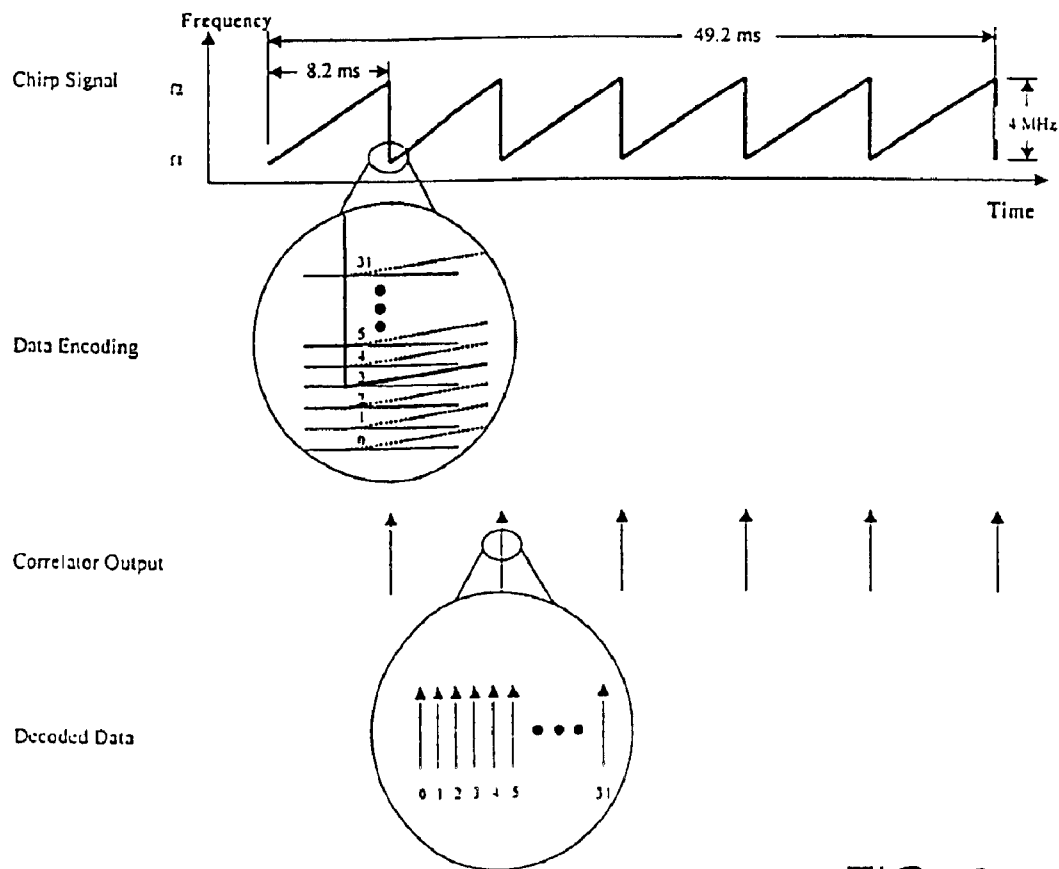 Frequency
49.2 ms
8.2 ms
Chirp Signal
f2
4 MHz
f1
Time
31
5
Data Encoding
4
3
2
1
0
Correlator Output
Decoded Data
0 1 2 3 4 5 31